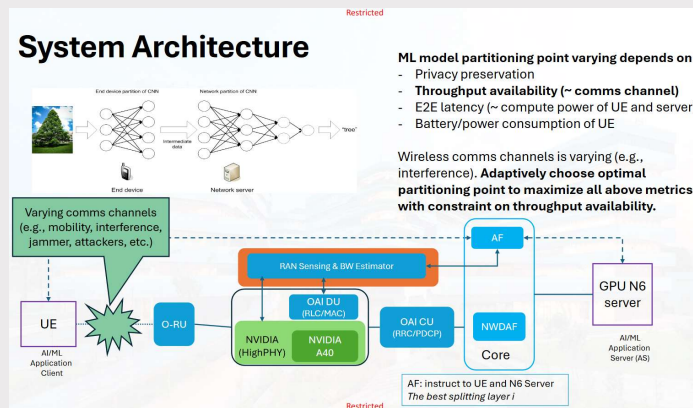 Restricted
System Architecture
End device partition of CNN
Network partition of CNN
Intermediate
data
"tree"
End device
Network server
ML model partitioning point varying depends on
- Privacy preservation
- Throughput availability (~ comms channel)
- E2E latency (~ compute power of UE and server
- Battery/power consumption of UE
Wireless comms channels is varying (e.g.,
interference). Adaptively choose optimal
partitioning point to maximize all above metrics
with constraint on throughput availability.
Varying comms channels
(e.g., mobility, interference,
jammer, attackers, etc.)
AF
RAN Sensing & BW Estimator
UE
AI/ML
Application
Client
O-RU
OAI DU
(RLC/MAC)
NVIDIA
(HighPHY)
NVIDIA
A40
OAI CU
(RRC/PDCP)
NWDAF
Core
GPU N6
server
AI/ML
Application
Server (AS)
AF: instruct to UE and N6 Server
The best splitting layer i
Restricted